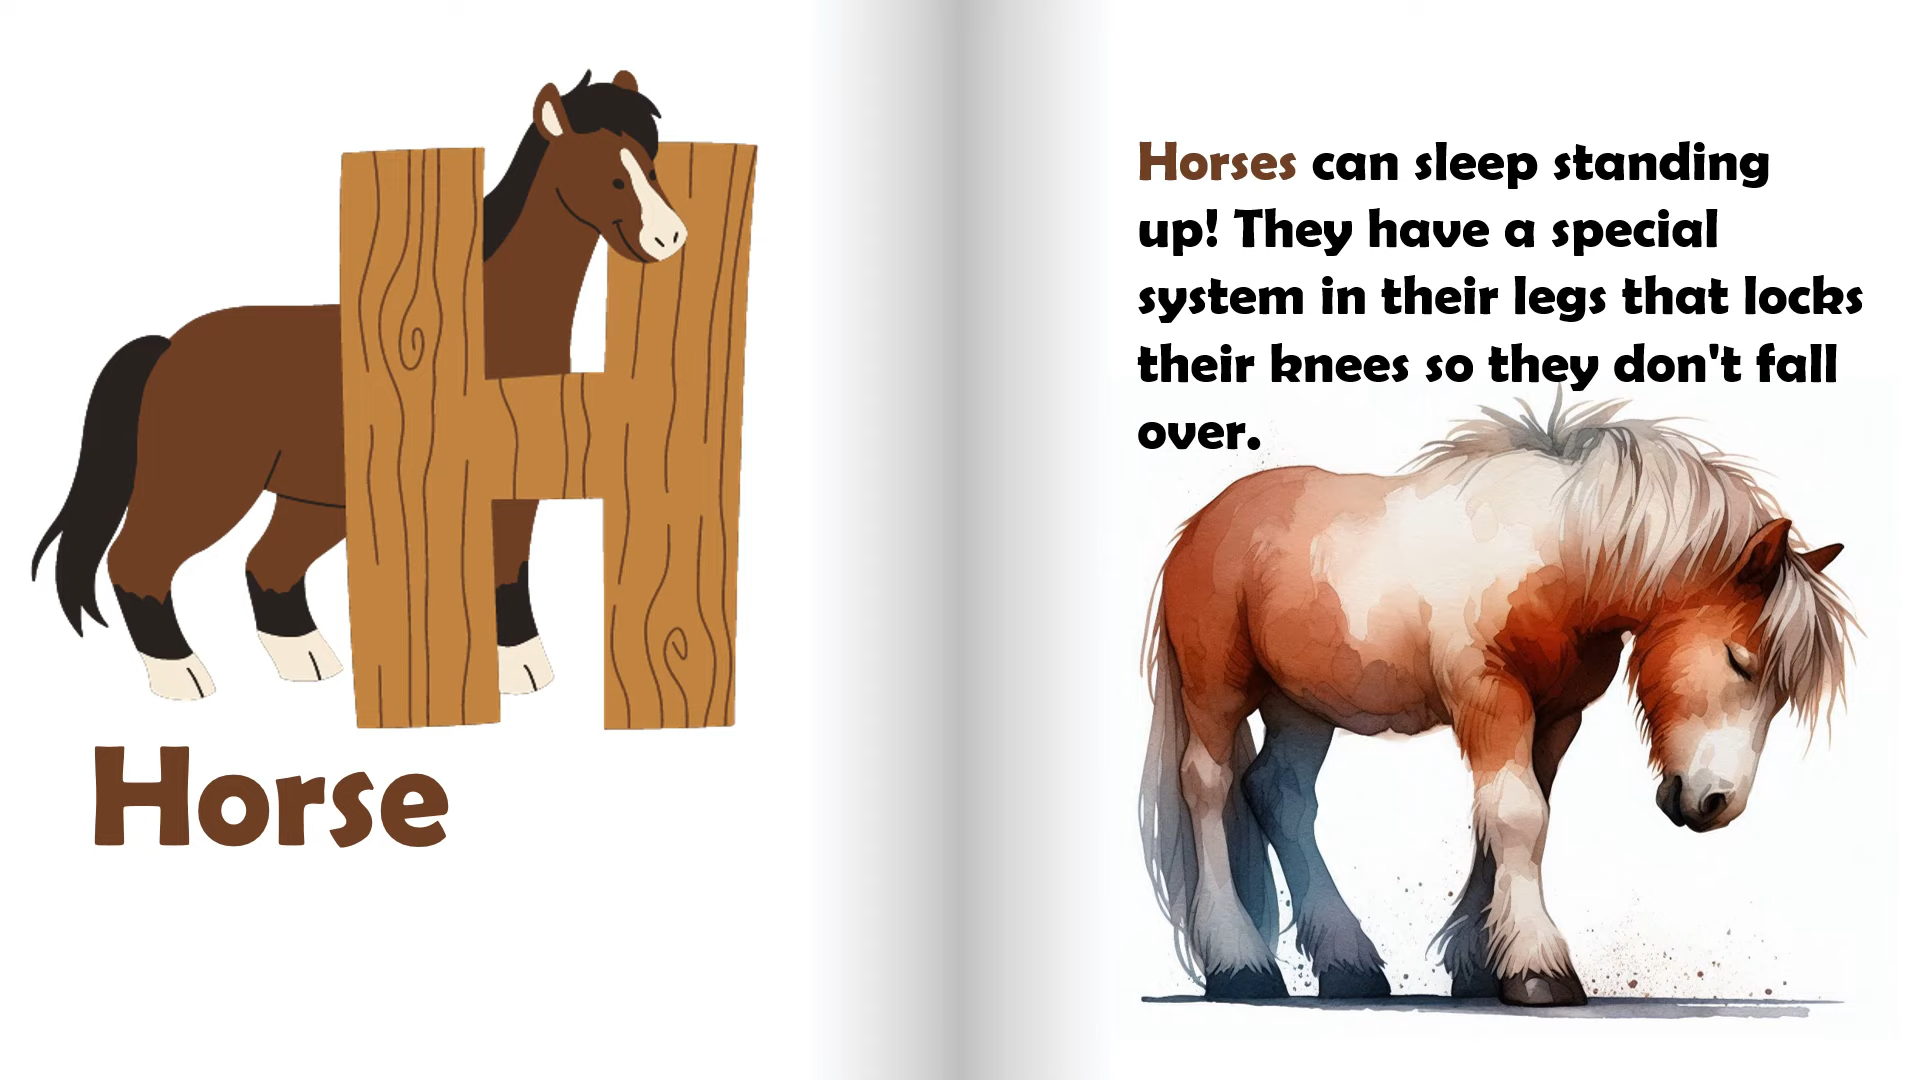 H
Horse
Horses can sleep standing
up! They have a special
system in their legs that locks
their knees so they don't fall
over.